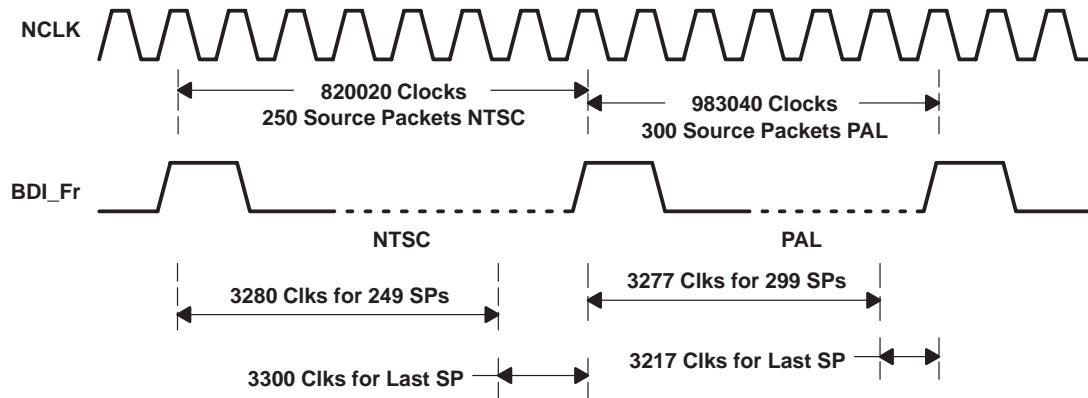 NCLK
820020 Clocks
250 Source Packets NTSC
983040 Clocks
300 Source Packets PAL
BDI_Fr
NTSC
PAL
3280 Clks for 249 SPs
3277 Clks for 299 SPs
3300 Clks for Last SP
3217 Clks for Last SP